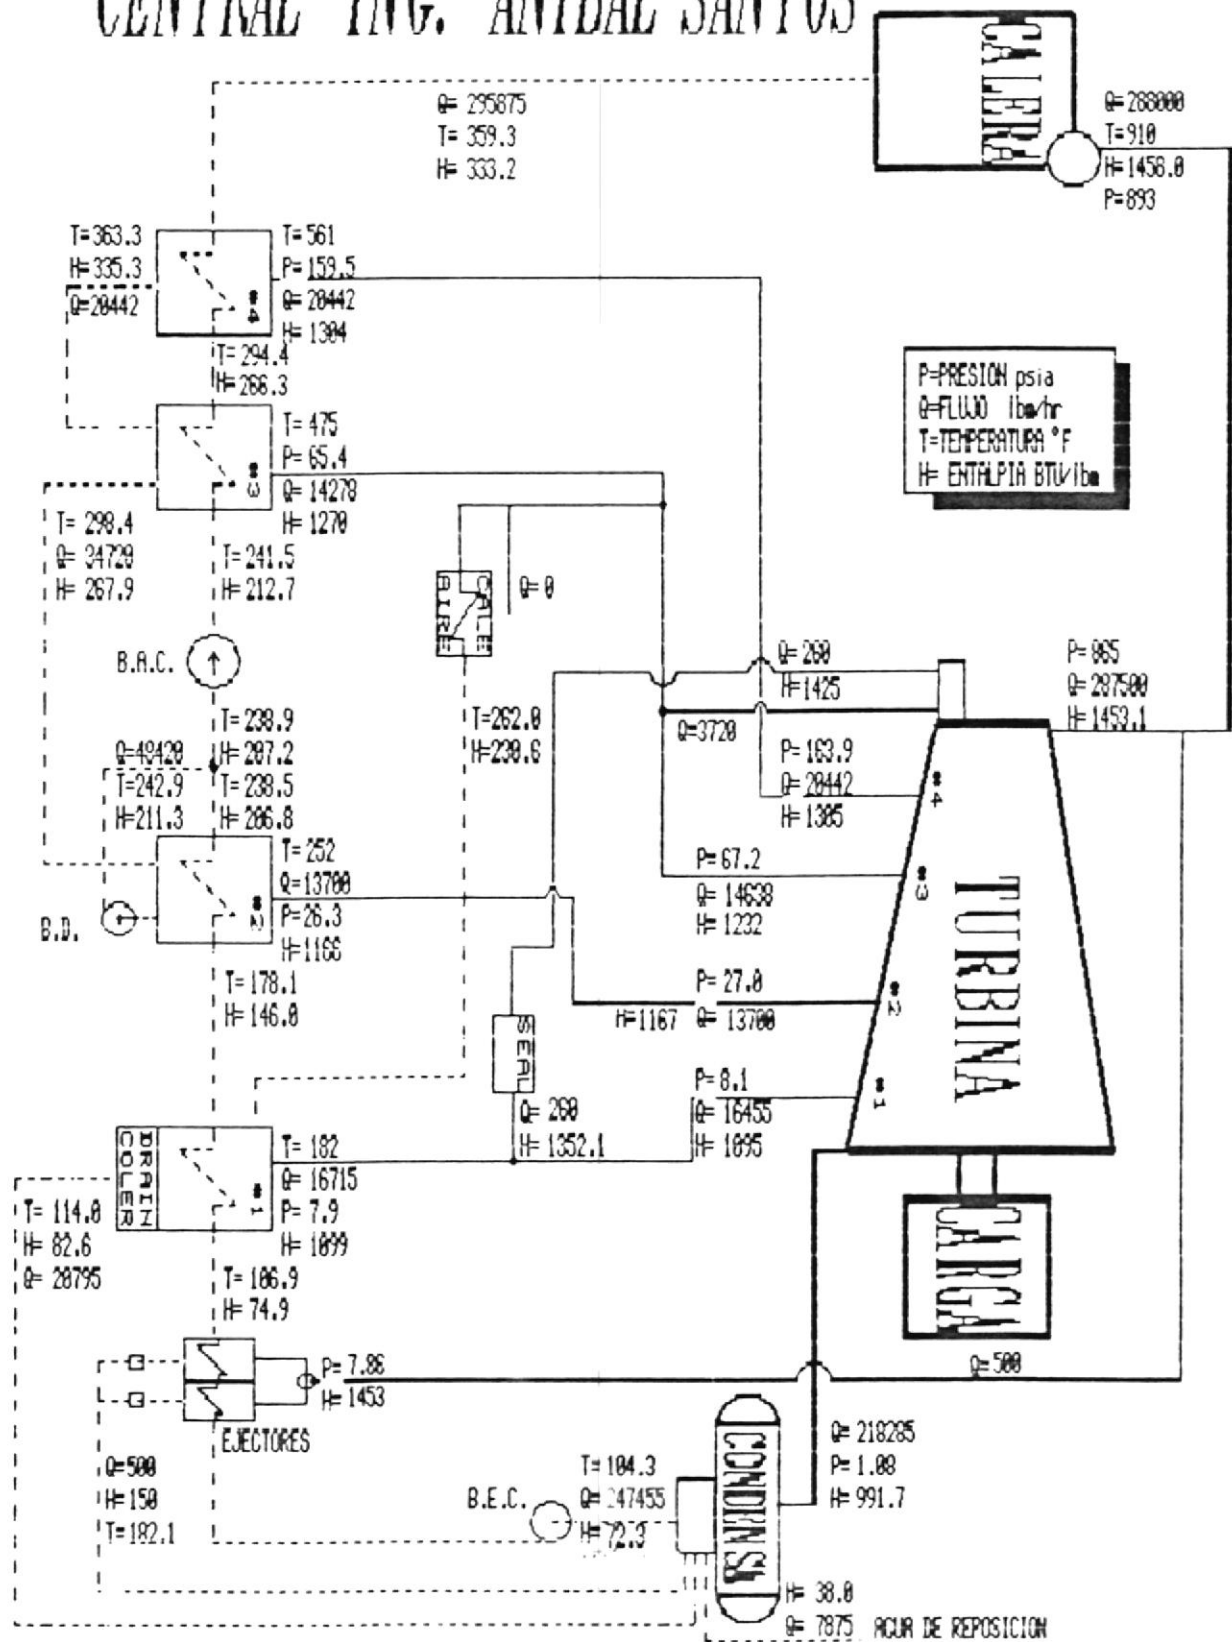 CENTRAL ING. ANIBAL SANTOS
CALDERA
Q= 295875
T= 359.3
H= 333.2
Q=288000
T=910
H=1458.0
P=893
T=363.3
H=335.3
Q=20442
#4
T=561
P=159.5
Q=20442
H=1304
T=294.4
H=266.3
P=PRESION psia
Q=FLUJO lbm/hr
T=TEMPERATURA °F
H= ENTALPIA BTU/lbm
#3
T=475
P=65.4
Q=14278
H=1270
T= 298.4
Q= 34720
H= 267.9
T=241.5
H=212.7
CALE
AIRE
Q=0
B.A.C.
Q=260
H=1425
P=865
Q=287500
H=1453.1
T=238.9
H=207.2
T=262.0
H=230.6
Q=3720
Q=48420
T=242.9
H=211.3
T=238.5
H=206.8
P=163.9
Q=20442
H=1305
#4
#2
T=252
Q=13700
P=26.3
H=1166
B.D.
P=67.2
Q=14638
H=1232
#3
TURBINA
T=178.1
H=146.0
P= 27.0
H=1167 Q=13700
#2
SEAL
P=8.1
Q=16455
H=1095
#1
Q=260
H=1352.1
DRAIN
COLER
#1
T=182
Q=16715
P=7.9
H=1099
T= 114.0
H= 82.6
Q= 20795
T=106.9
H=74.9
CARGA
P=7.86
H=1453
Q=500
EJECTORES
Q=500
H=150
T=182.1
B.E.C.
T=104.3
Q=247455
H=72.3
CONDENSA
Q= 218285
P=1.08
H=991.7
H= 38.0
Q= 7875 AGUA DE REPOSICION